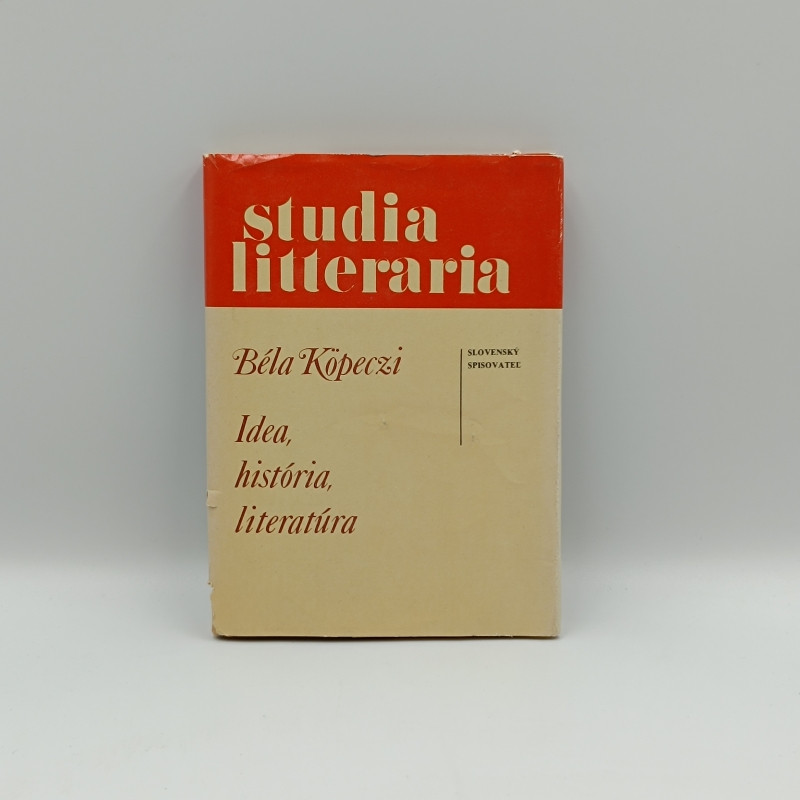 studia
litteraria
Béla Köpeczi
SLOVENSKÝ
SPISOVATEĽ
Idea,
história,
literatúra